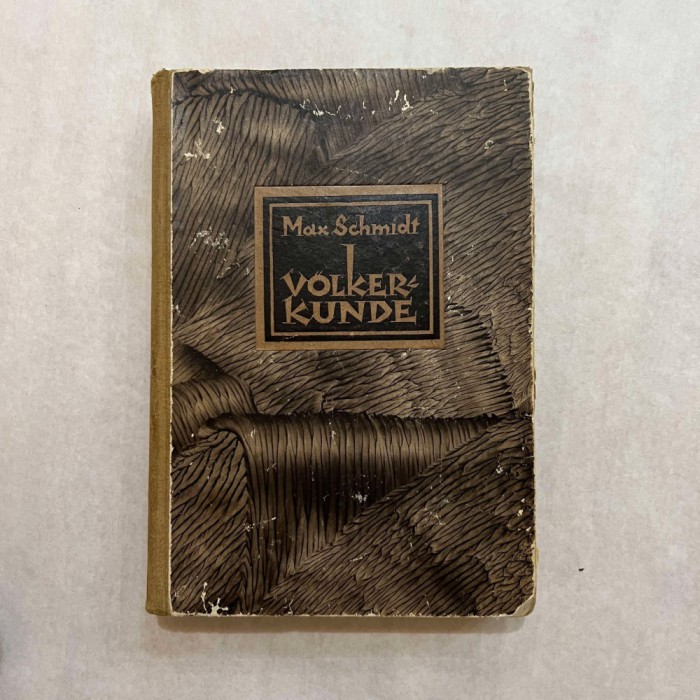 Max Schmidt
VÖLKER-
KUNDE